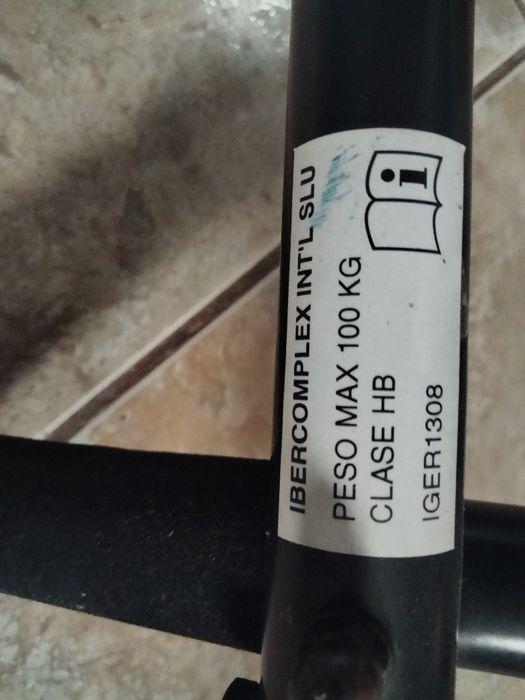 IBERCOMPLEX INT'L SLU
PESO MAX 100 KG
CLASE HB
IGER1308
i